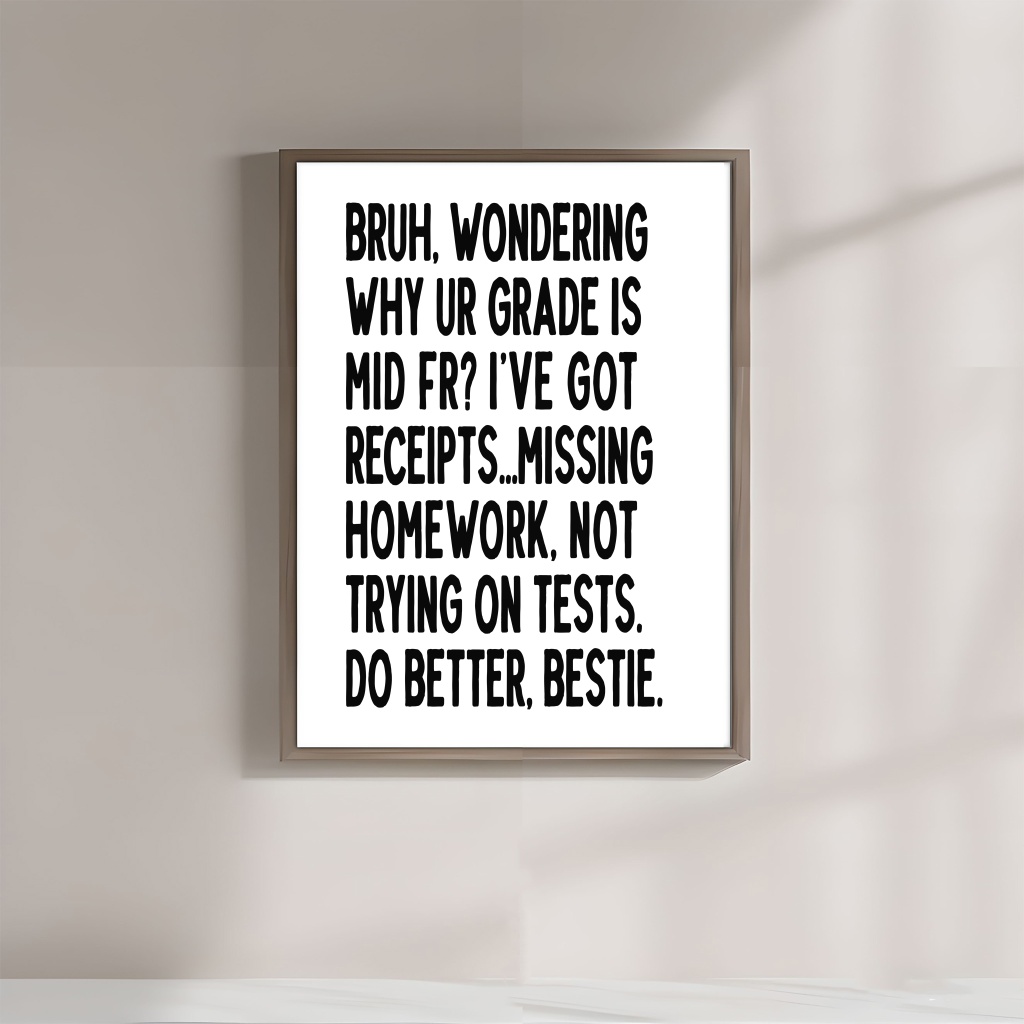 BRUH, WONDERING
WHY UR GRADE IS
MID FR? I'VE GOT
RECEIPTS...MISSING
HOMEWORK, NOT
TRYING ON TESTS.
DO BETTER, BESTIE.